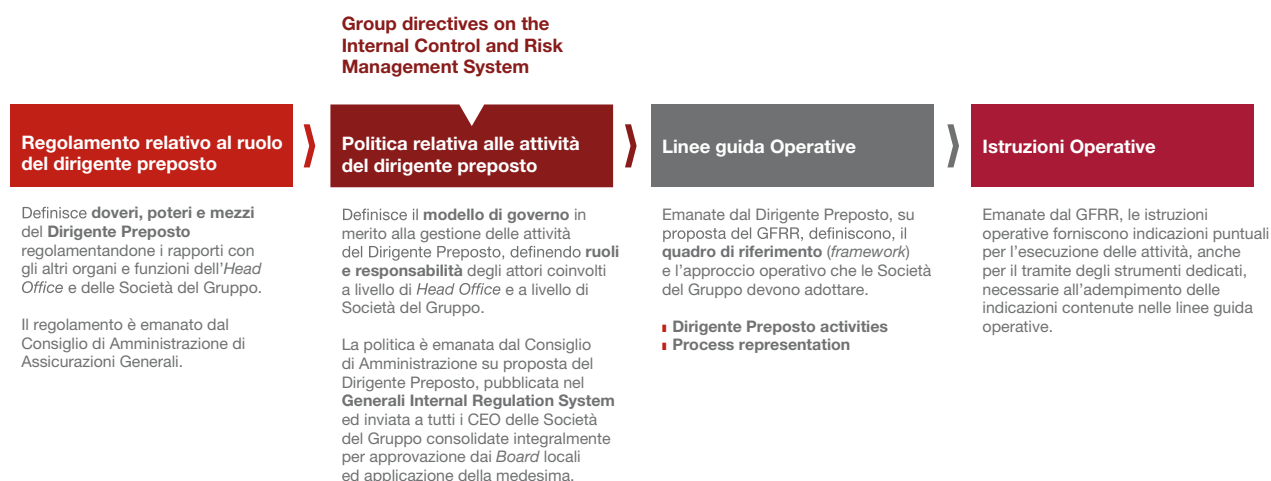 Group directives on the
Internal Control and Risk
Management System
Regolamento relativo al ruolo
del dirigente preposto
Definisce doveri, poteri e mezzi
del Dirigente Preposto
regolamentandone i rapporti con
gli altri organi e funzioni dell'Head
Office e delle Società del Gruppo.
Il regolamento è emanato dal
Consiglio di Amministrazione di
Assicurazioni Generali.
Politica relativa alle attività
del dirigente preposto
Definisce il modello di governo in
merito alla gestione delle attività
del Dirigente Preposto, definendo ruoli
e responsabilità degli attori coinvolti
a livello di Head Office e a livello di
Società del Gruppo.
La politica è emanata dal Consiglio
di Amministrazione su proposta del
Dirigente Preposto, pubblicata nel
Generali Internal Regulation System
ed inviata a tutti i CEO delle Società
del Gruppo consolidate integralmente
per approvazione dai Board locali
ed applicazione della medesima.
Linee guida Operative
Emanate dal Dirigente Preposto, su
proposta del GFRR, definiscono, il
quadro di riferimento (framework)
e l'approccio operativo che le Società
del Gruppo devono adottare.
Dirigente Preposto activities
Process representation
Istruzioni Operative
Emanate dal GFRR, le istruzioni
operative forniscono indicazioni puntuali
per l'esecuzione delle attività, anche
per il tramite degli strumenti dedicati,
necessarie all'adempimento delle
indicazioni contenute nelle linee guida
operative.